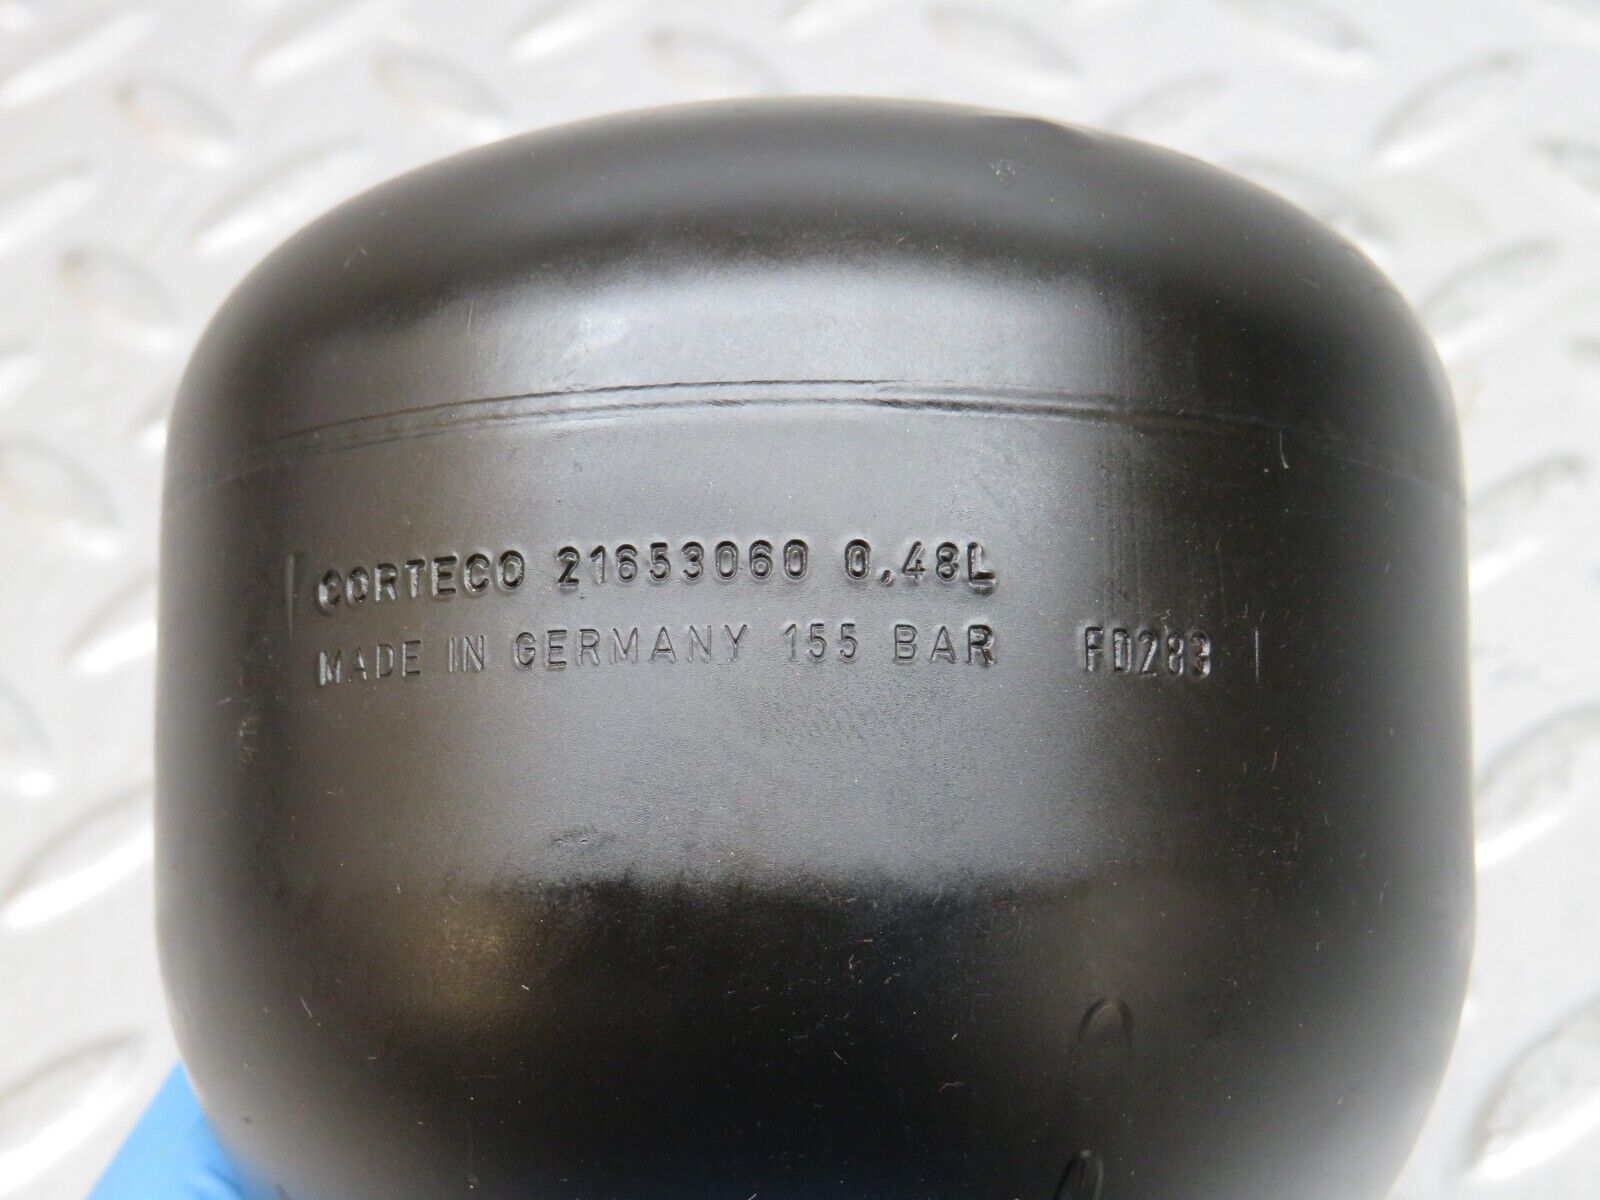 CORTECO 21653060 0,48L
MADE IN GERMANY 155 BAR FD283